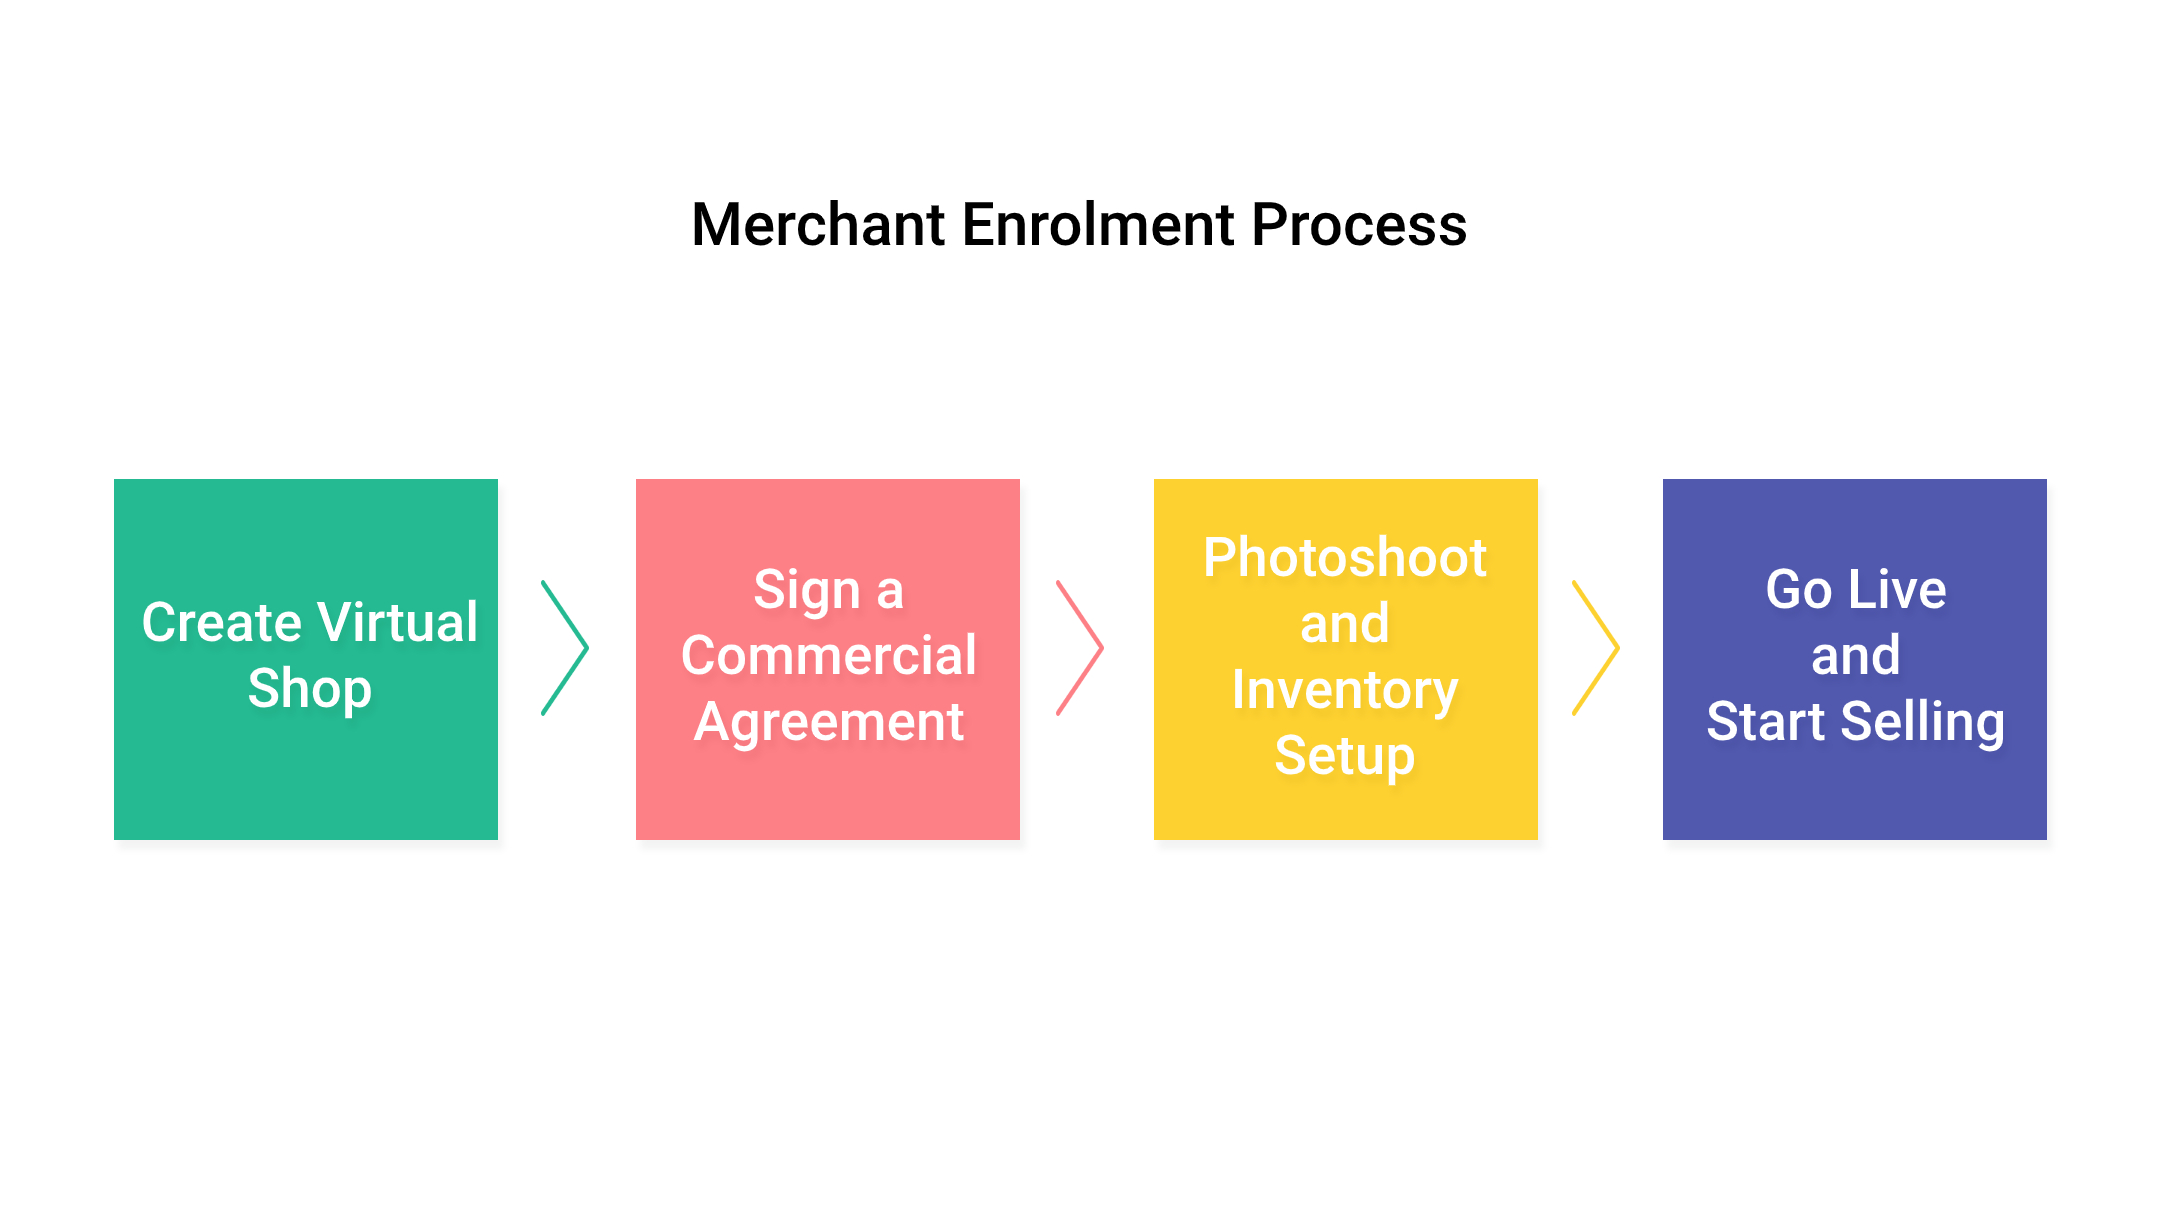 Merchant Enrolment Process
Create Virtual
Shop
Sign a
Commercial
Agreement
Photoshoot
and
Inventory
Setup
Go Live
and
Start Selling